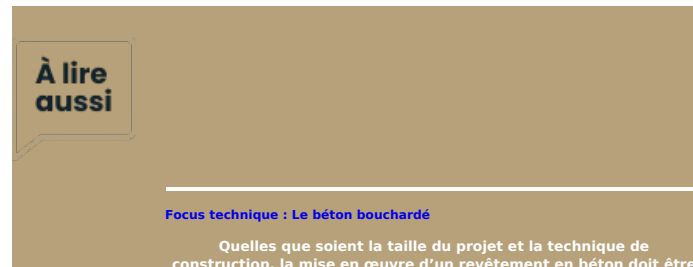 À lire
aussi
Focus technique : Le béton bouchardé
Quelles que soient la taille du projet et la technique de
construction, la mise en œuvre d’un revêtement en béton doit être